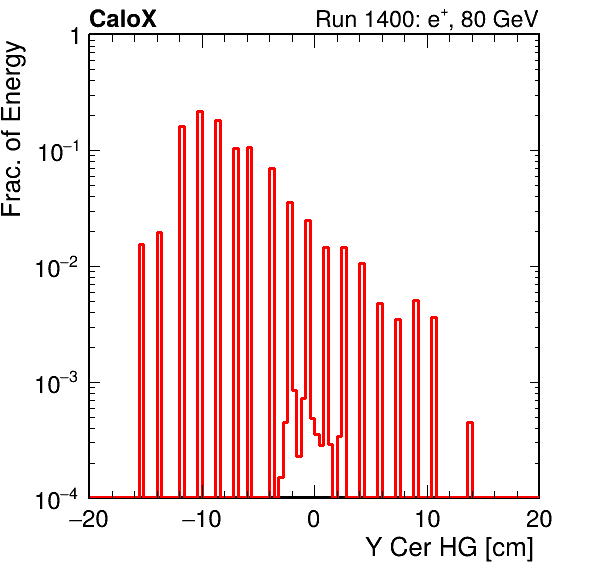 CaloX Run 1400: e⁺, 80 GeV
Frac. of Energy
1
10⁻¹
10⁻²
10⁻³
10⁻⁴
−20 −10 0 10 20
Y Cer HG [cm]